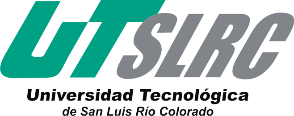 UTSLRC
Universidad Tecnológica
de San Luis Río Colorado